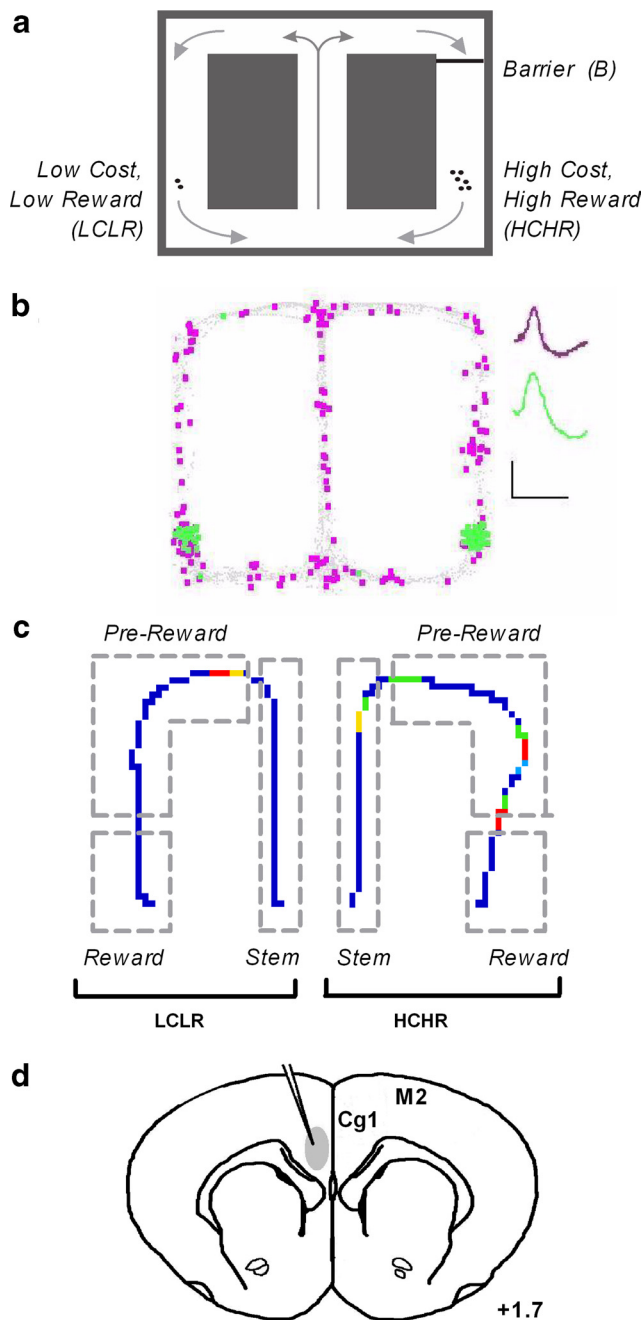 a
Barrier (B)
Low Cost,
Low Reward
(LCLR)
High Cost,
High Reward
(HCHR)
b
c
Pre-Reward
Pre-Reward
Reward
Stem
Stem
Reward
LCLR
HCHR
d
M2
Cg1
+1.7